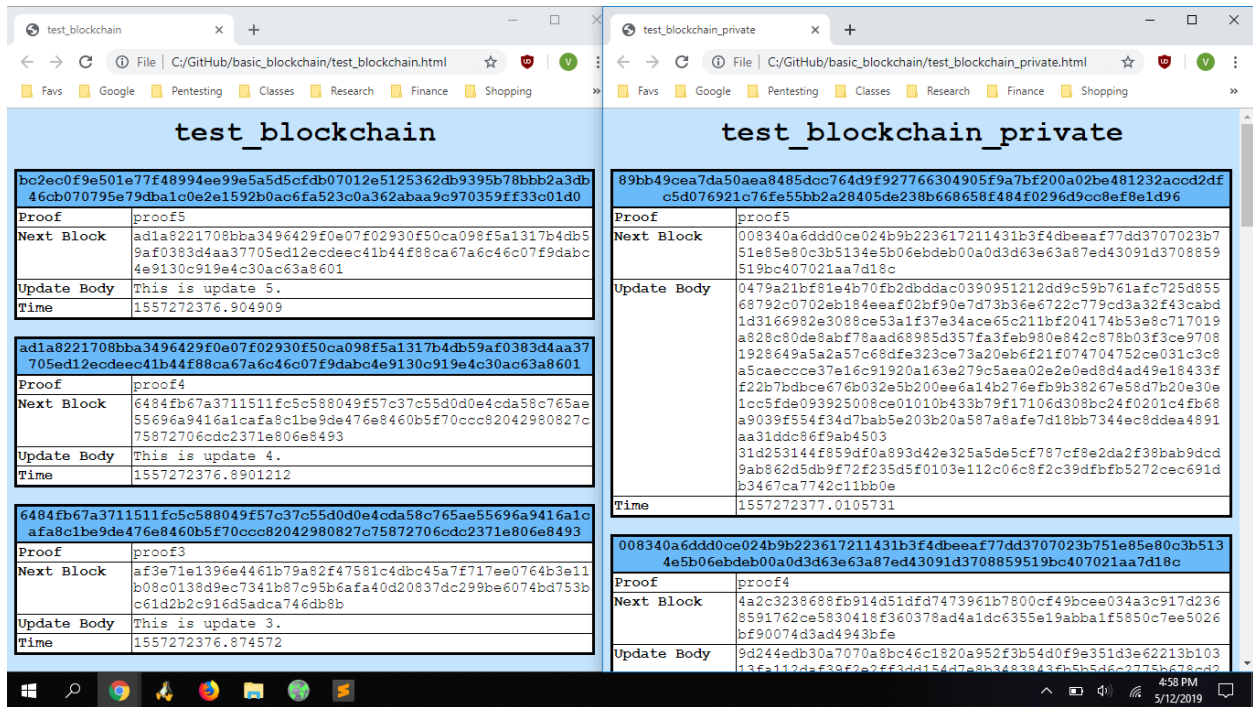 test_blockchain
File | C:/GitHub/basic_blockchain/test_blockchain.html
V
Favs Google Pentesting Classes Research Finance Shopping »
test_blockchain
bc2ec0f9e501e77f48994ee99e5a5d5cfdb07012e5125362db9395b78bbb2a3db
46cb070795e79dba1c0e2e1592b0ac6fa523c0a362abaa9c970359ff33c01d0
Proof proof5
Next Block ad1a8221708bba3496429f0e07f02930f50ca098f5a1317b4db5
9af0383d4aa37705ed12ecdeec41b44f88ca67a6c46c07f9dabc
4e9130c919e4c30ac63a8601
Update Body This is update 5.
Time 1557272376.904909
ad1a8221708bba3496429f0e07f02930f50ca098f5a1317b4db59af0383d4aa37
705ed12ecdeec41b44f88ca67a6c46c07f9dabc4e9130c919e4c30ac63a8601
Proof proof4
Next Block 6484fb67a3711511fc5c588049f57c37c55d0d0e4cda58c765ae
55696a9416a1cafa8c1be9de476e8460b5f70ccc82042980827c
75872706cdc2371e806e8493
Update Body This is update 4.
Time 1557272376.8901212
6484fb67a3711511fc5c588049f57c37c55d0d0e4cda58c765ae55696a9416a1c
afa8c1be9de476e8460b5f70ccc82042980827c75872706cdc2371e806e8493
Proof proof3
Next Block af3e71e1396e4461b79a82f47581c4dbc45a7f717ee0764b3e11
b08c0138d9ec7341b87c95b6afa40d20837dc299be6074bd753b
c61d2b2c916d5adca746db8b
Update Body This is update 3.
Time 1557272376.874572
test_blockchain_private
File | C:/GitHub/basic_blockchain/test_blockchain_private.html
V
Favs Google Pentesting Classes Research Finance Shopping »
test_blockchain_private
89bb49cea7da50aea8485dcc764d9f927766304905f9a7bf200a02be481232accd2df
c5d076921c76fe55bb2a28405de238b668658f484f0296d9cc8ef8e1d96
Proof proof5
Next Block 008340a6ddd0ce024b9b223617211431b3f4dbeeaf77dd3707023b7
51e85e80c3b5134e5b06ebdeb00a0d3d63e63a87ed43091d3708859
519bc407021aa7d18c
Update Body 0479a21bf81e4b70fb2dbddac0390951212dd9c59b761afc725d855
68792c0702eb184eeaf02bf90e7d73b36e6722c779cd3a32f43cabd
1d3166982e3088ce53a1f37e34ace65c211bf204174b53e8c717019
a828c80de8abf78aad68985d357fa3feb980e842c878b03f3ce9708
1928649a5a2a57c68dfe323ce73a20eb6f21f074704752ce031c3c8
a5caeccce37e16c91920a163e279c5aea02e2e0ed8d4ad49e18433f
f22b7bdbce676b032e5b200ee6a14b276efb9b38267e58d7b20e30e
1cc5fde093925008ce01010b433b79f17106d308bc24f0201c4fb68
a9039f554f34d7bab5e203b20a587a8afe7d18bb7344ec8ddea4891
aa31ddc86f9ab4503
31d253144f859df0a893d42e325a5de5cf787cf8e2da2f38bab9dcd
9ab862d5db9f72f235d5f0103e112c06c8f2c39dfbfb5272cec691d
b3467ca7742c11bb0e
Time 1557272377.0105731
008340a6ddd0ce024b9b223617211431b3f4dbeeaf77dd3707023b751e85e80c3b513
4e5b06ebdeb00a0d3d63e63a87ed43091d3708859519bc407021aa7d18c
Proof proof4
Next Block 4a2c3238688fb914d51dfd7473961b7800cf49bcee034a3c917d236
8591762ce5830418f360378ad4a1dc6355e19abba1f5850c7ee5026
bf90074d3ad4943bfe
Update Body 9d244edb30a7070a8bc46c1820a952f3b54d0f9e351d3e62213b103
13fa112daf39f2e2ff3dd154d7e8b3483843fb5b5d6c2775b678cd2
4:58 PM
5/12/2019